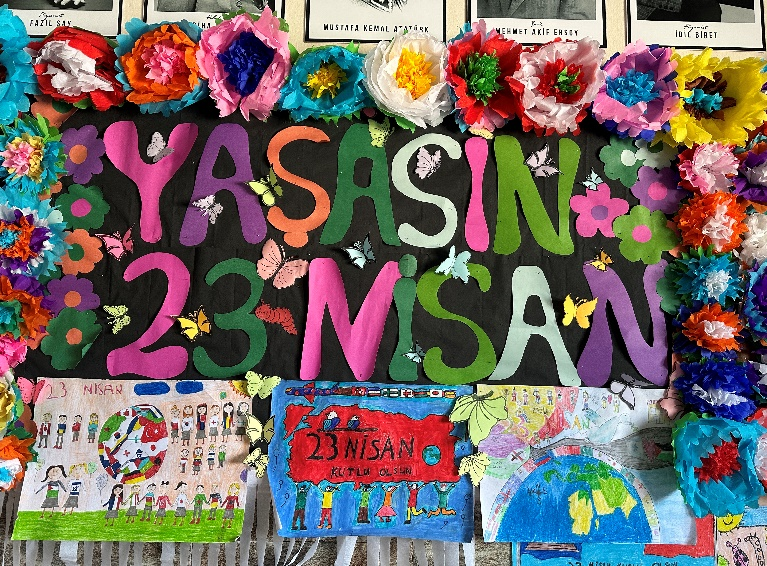 FAZIL SAY
MUSTAFA KEMAL ATATÜRK
MEHMET AKİF ERSOY
İDİL BİRET
YAŞASIN
23 NİSAN
23 NİSAN
23 NİSAN
KUTLU OLSUN